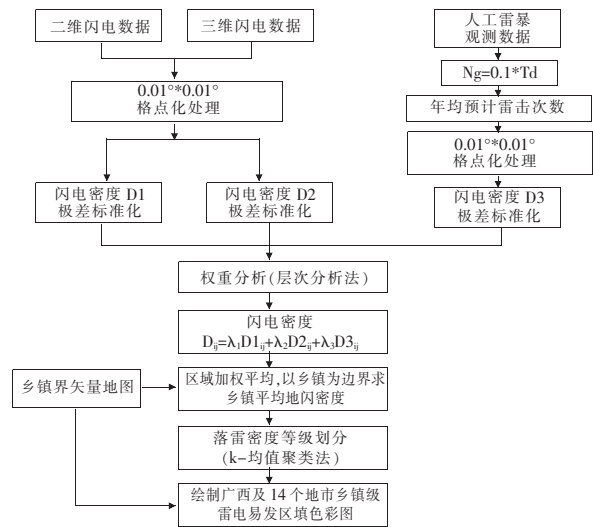 二维闪电数据
三维闪电数据
人工雷暴
观测数据
Ng=0.1*Td
年均预计雷击次数
0.01°*0.01°
格点化处理
0.01°*0.01°
格点化处理
闪电密度 D1
极差标准化
闪电密度 D2
极差标准化
闪电密度 D3
极差标准化
权重分析(层次分析法)
闪电密度
Dij=λ1D1ij+λ2D2ij+λ3D3ij
乡镇界矢量地图
区域加权平均,以乡镇为边界求
乡镇平均地闪密度
落雷密度等级划分
(k-均值聚类法)
绘制广西及 14 个地市乡镇级
雷电易发区填色彩图